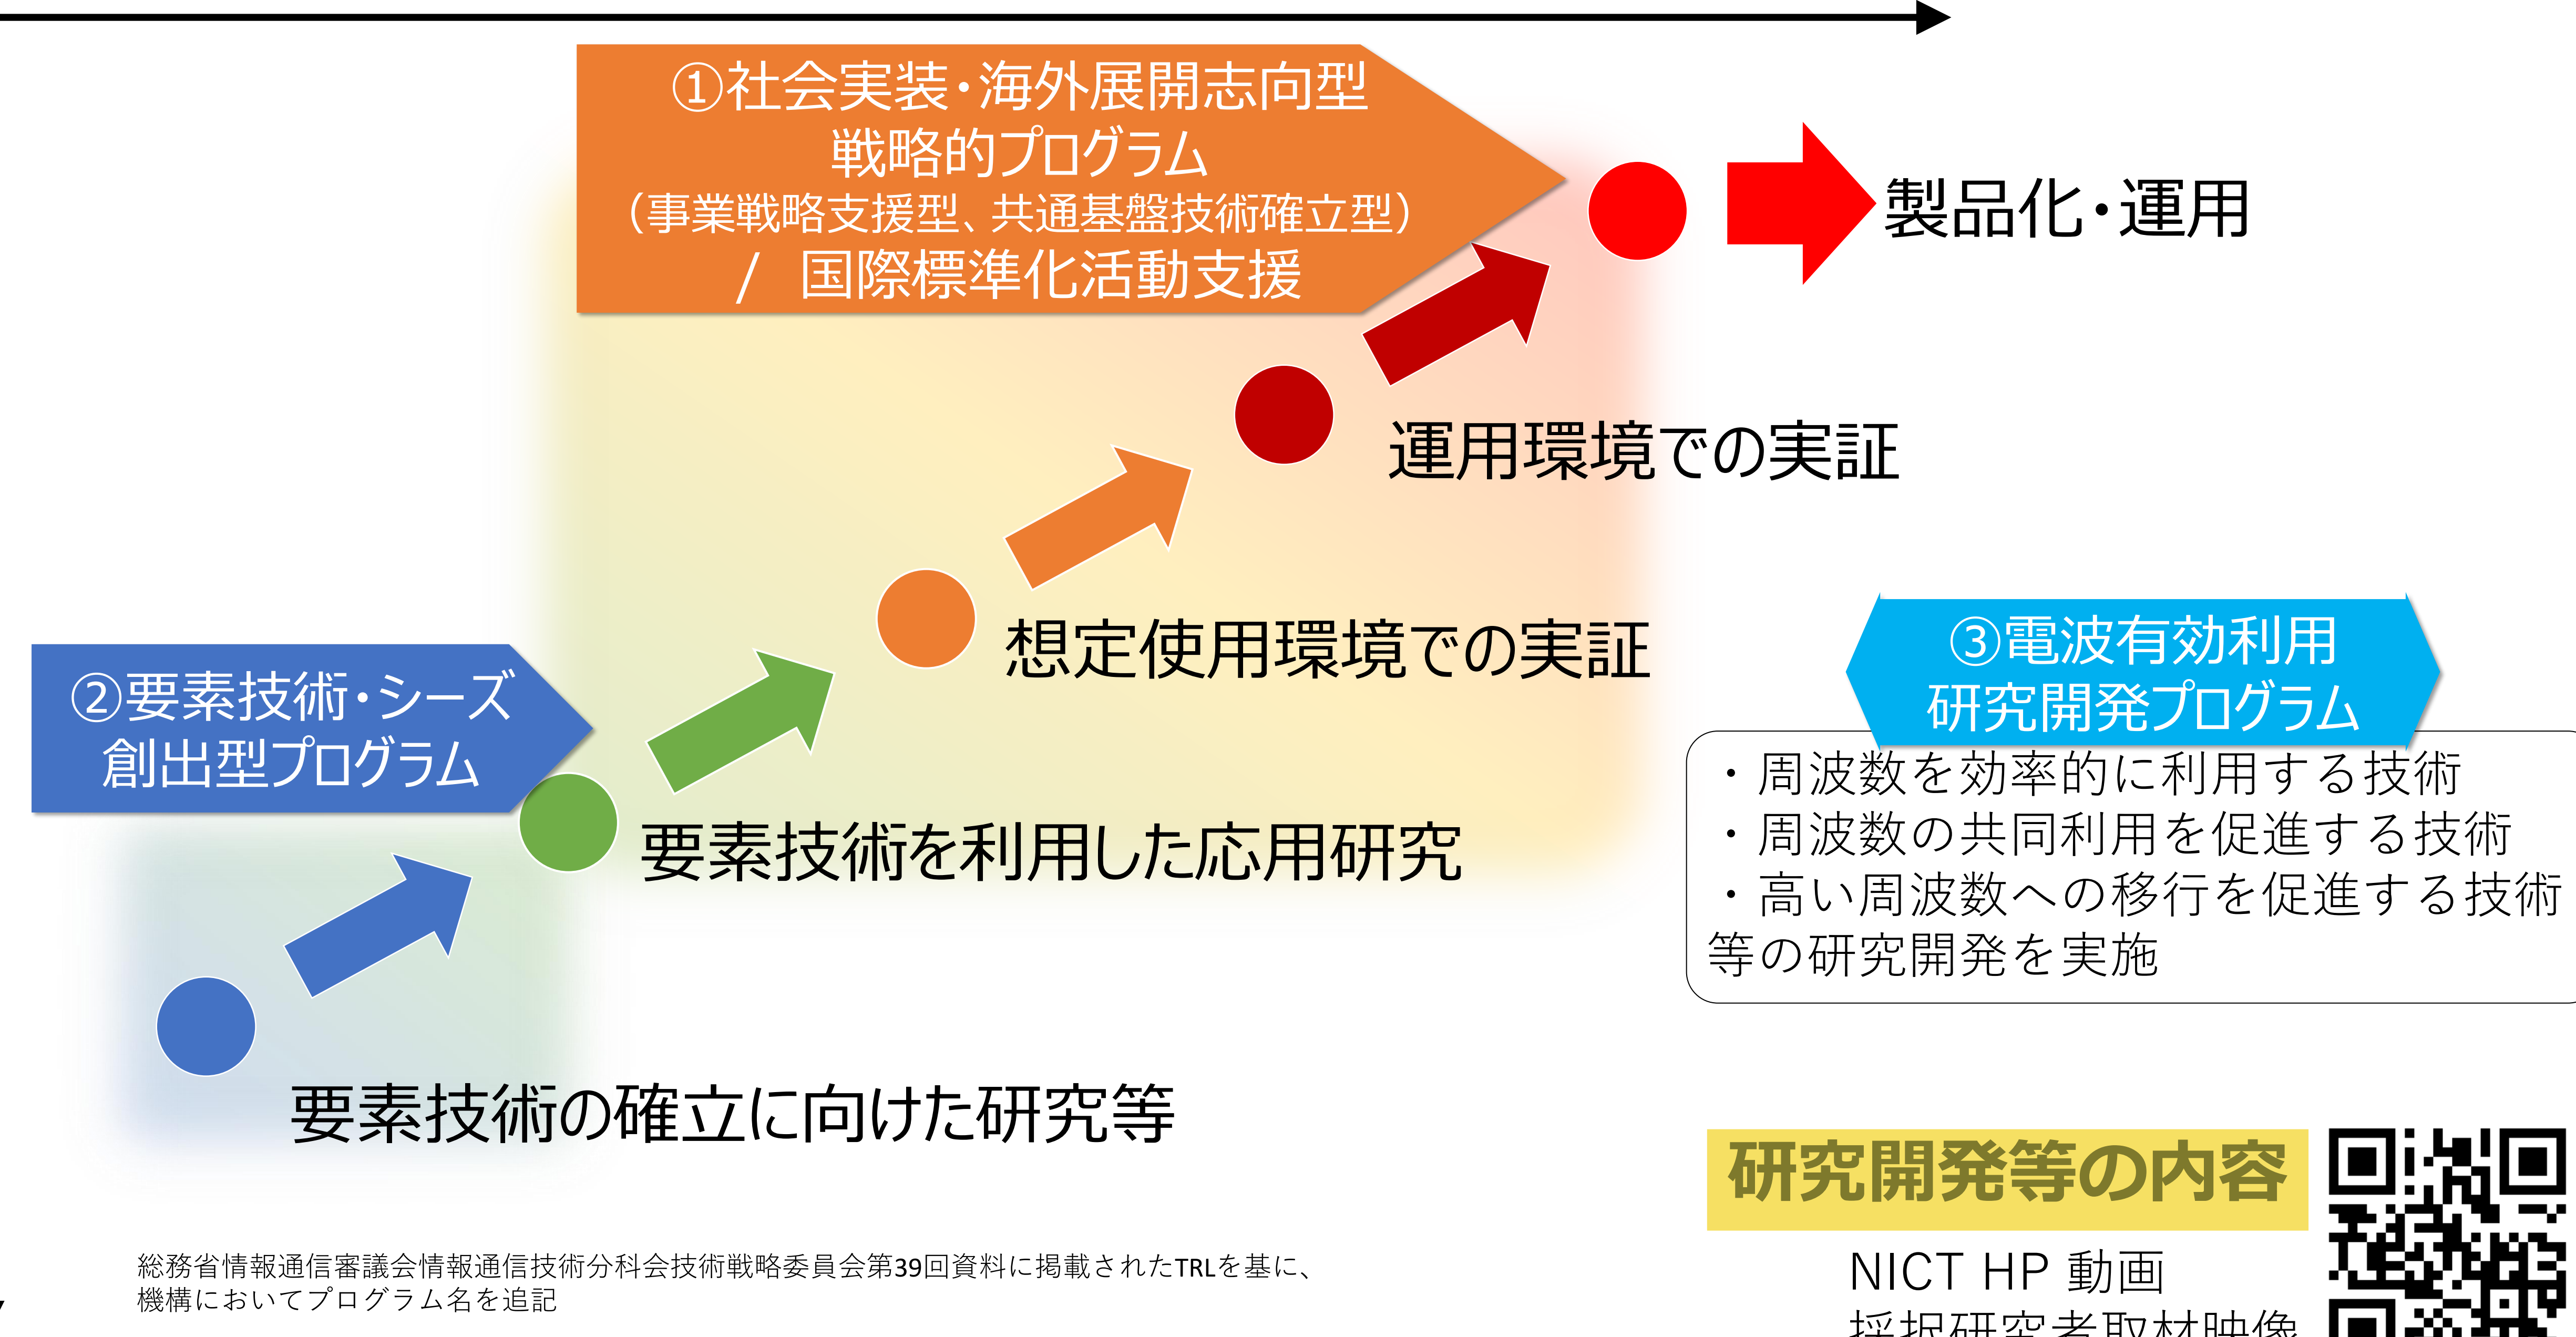 ①社会実装・海外展開志向型
戦略的プログラム
（事業戦略支援型、共通基盤技術確立型）
/ 国際標準化活動支援
製品化・運用
運用環境での実証
想定使用環境での実証
②要素技術・シーズ
創出型プログラム
要素技術を利用した応用研究
要素技術の確立に向けた研究等
③電波有効利用
研究開発プログラム
・周波数を効率的に利用する技術
・周波数の共同利用を促進する技術
・高い周波数への移行を促進する技術
等の研究開発を実施
研究開発等の内容
NICT HP 動画
採択研究者取材映像
総務省情報通信審議会情報通信技術分科会技術戦略委員会第39回資料に掲載されたTRLを基に、
機構においてプログラム名を追記